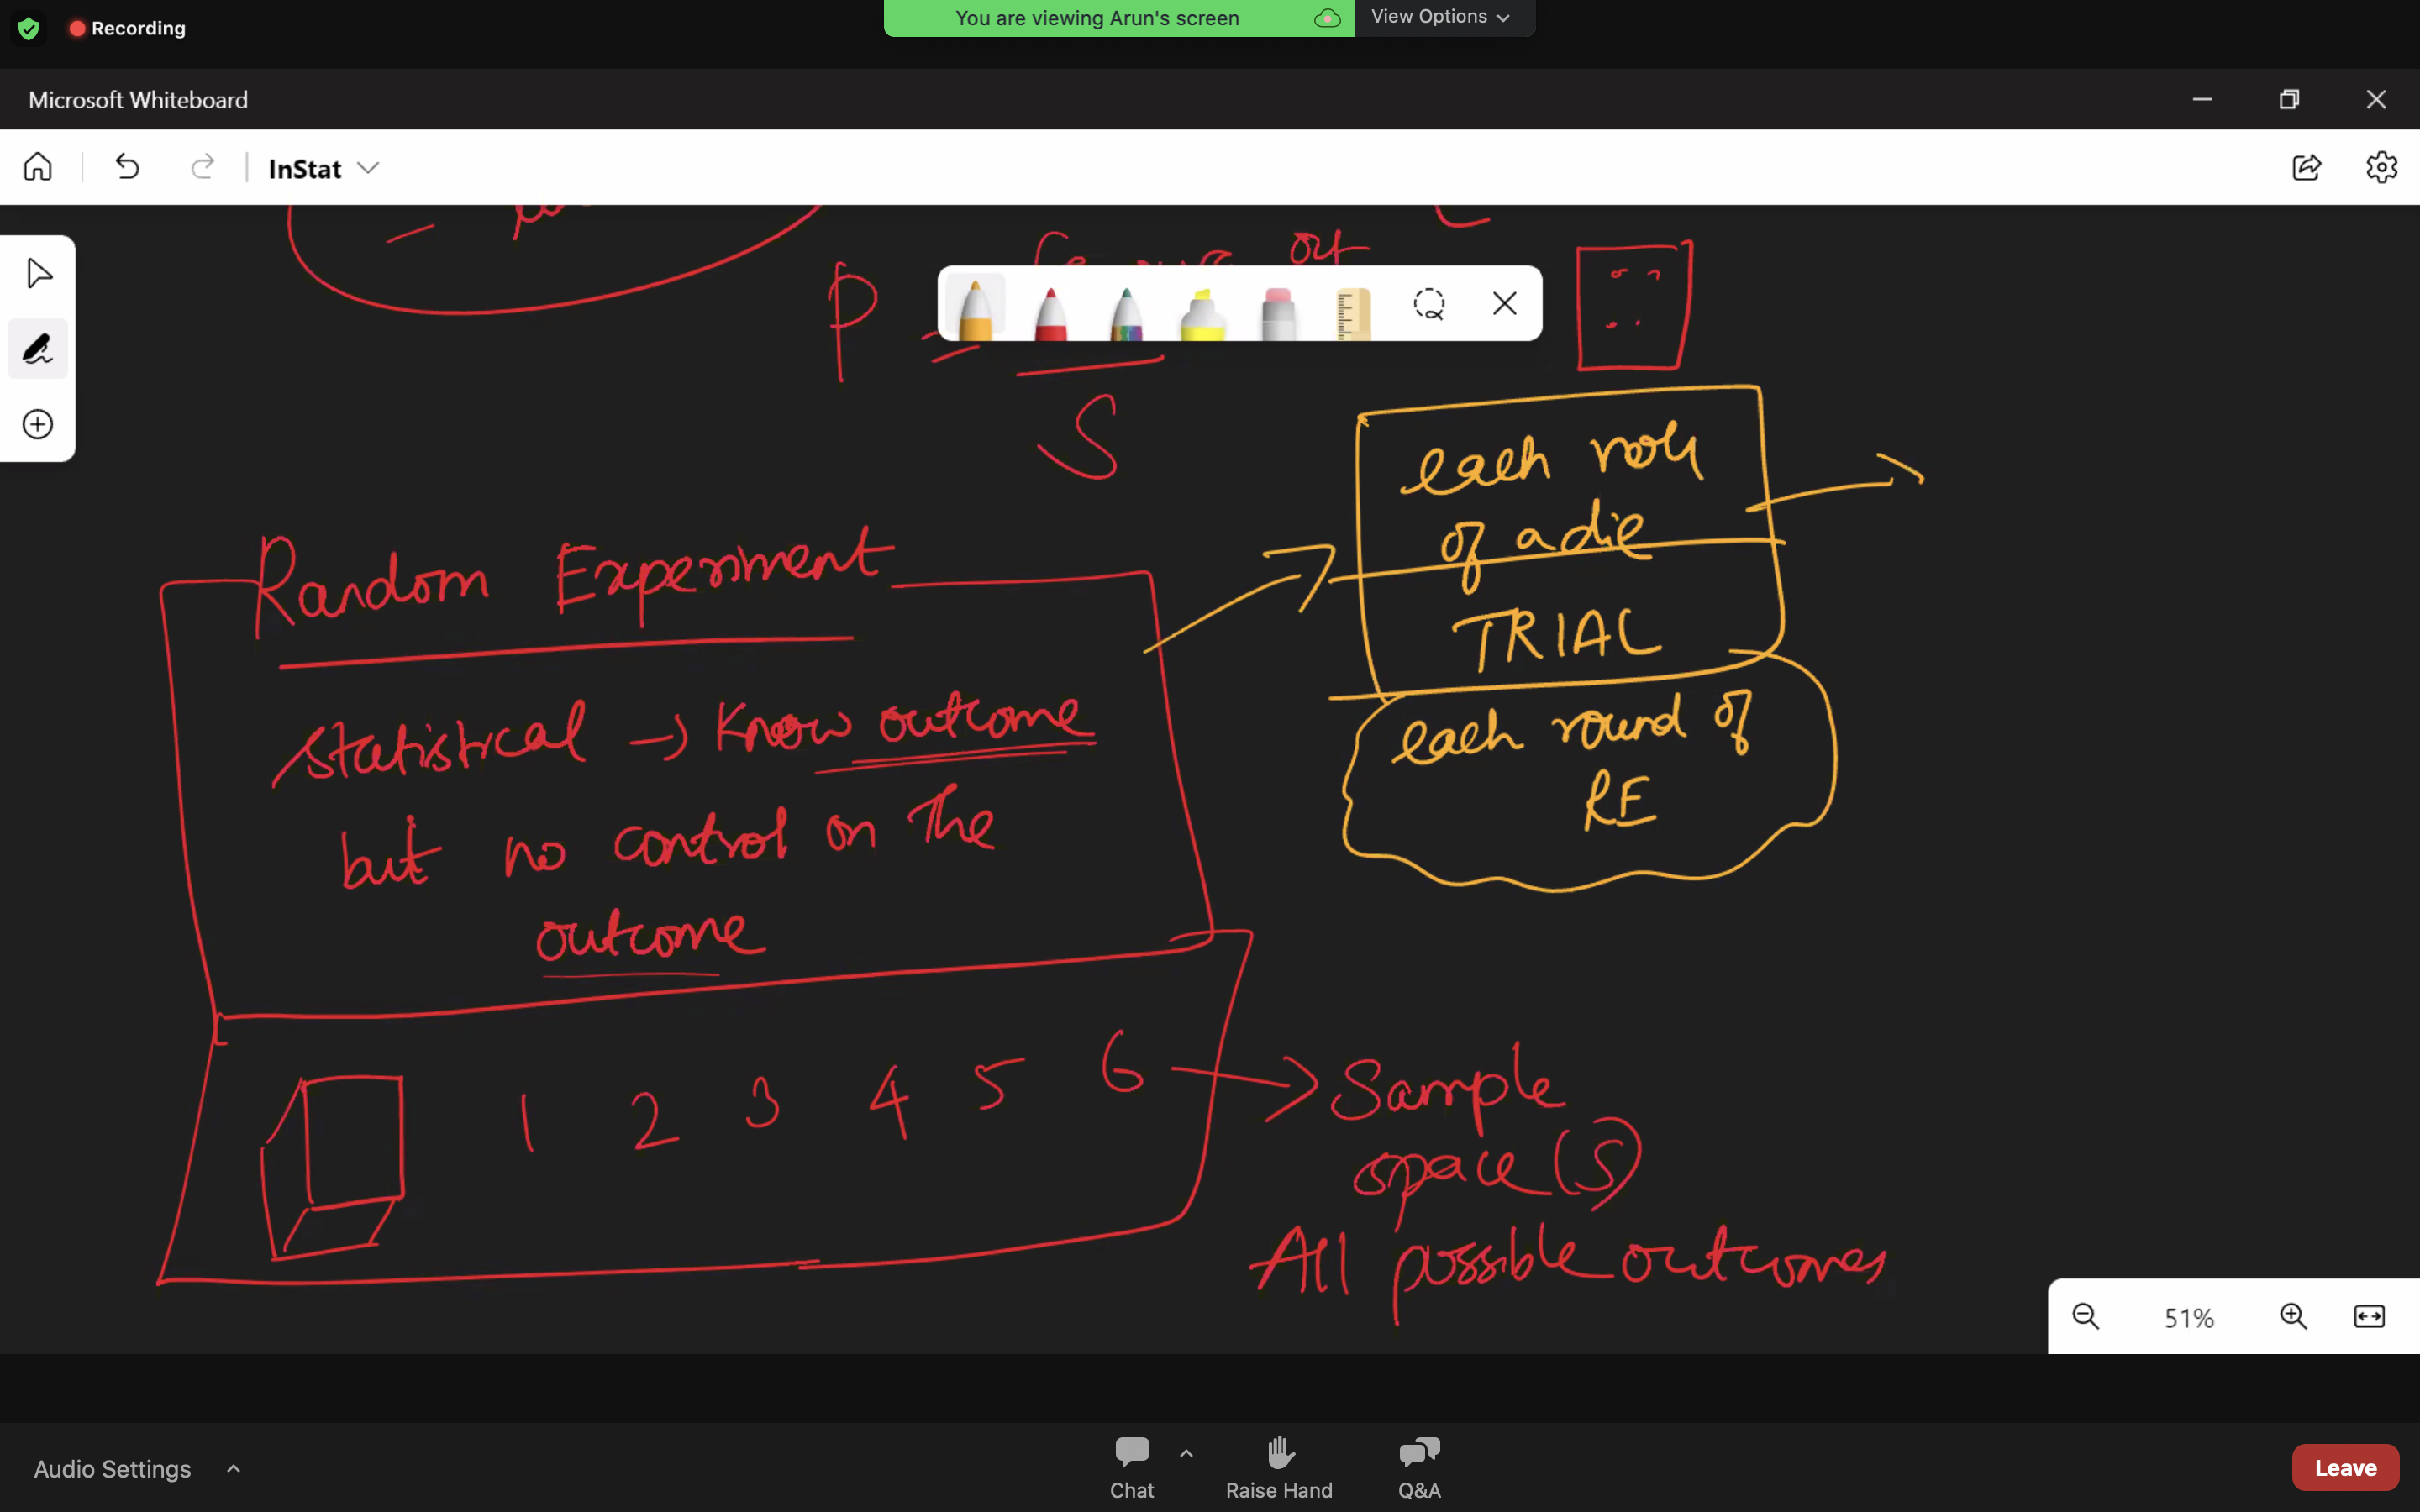 You are viewing Arun's screen
View Options
Recording
Microsoft Whiteboard
InStat
out
P =
S
each roll
of a die
TRIAL
each round of
RE
Random Experiment
Statistical → Know outcome
but no control on the
outcome
1 2 3 4 5 6 → Sample
space (S)
All possible outcomes
51%
Audio Settings
Chat
Raise Hand
Q&A
Leave